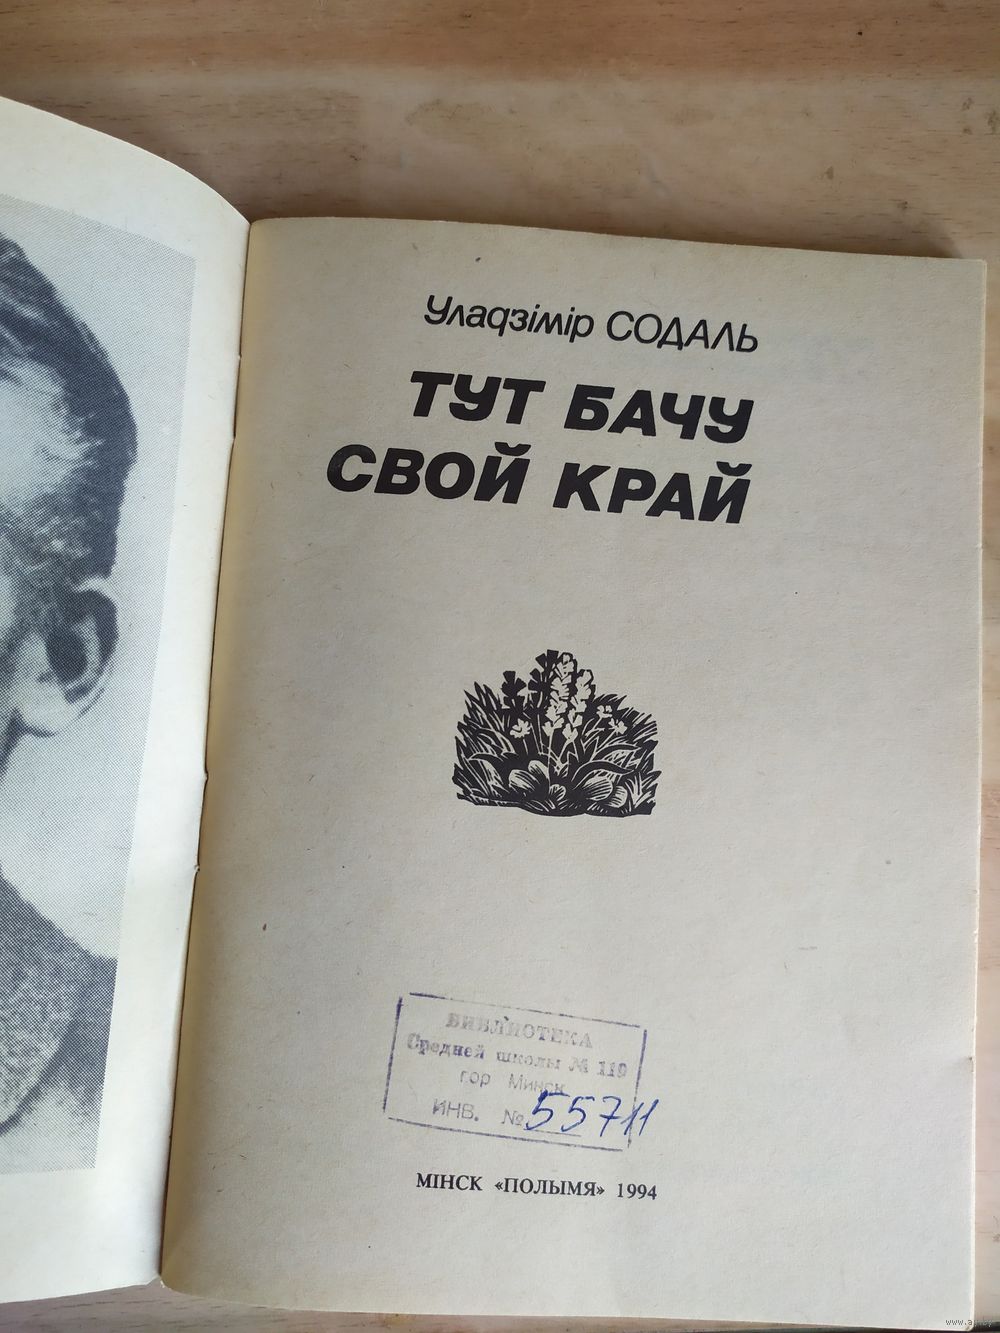 Уладзімір СОДАЛЬ
ТУТ БАЧУ
СВОЙ КРАЙ
БИБЛИОТЕКА
Средней школы № 119
гор Минск
ИНВ. № 55711
МІНСК «ПОЛЫМЯ» 1994